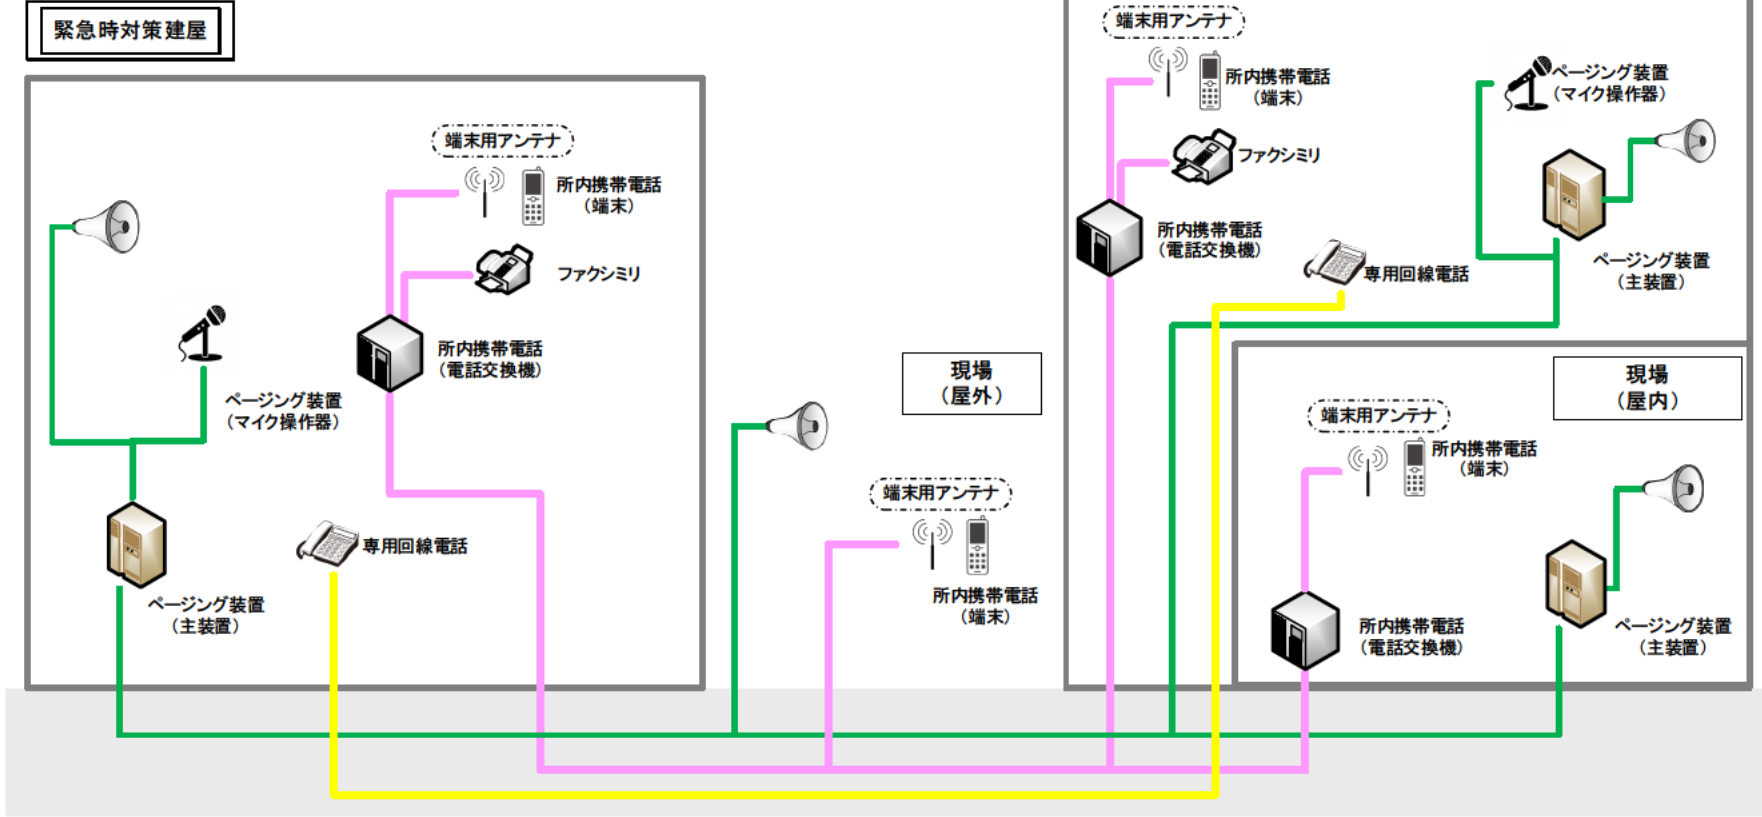 緊急時対策建屋
端末用アンテナ
所内携帯電話
（端末）
ファクシミリ
所内携帯電話
（電話交換機）
ページング装置
（マイク操作器）
ページング装置
（主装置）
専用回線電話
現場
（屋外）
端末用アンテナ
所内携帯電話
（端末）
端末用アンテナ
所内携帯電話
（端末）
ファクシミリ
所内携帯電話
（電話交換機）
専用回線電話
ページング装置
（マイク操作器）
ページング装置
（主装置）
現場
（屋内）
端末用アンテナ
所内携帯電話
（端末）
所内携帯電話
（電話交換機）
ページング装置
（主装置）